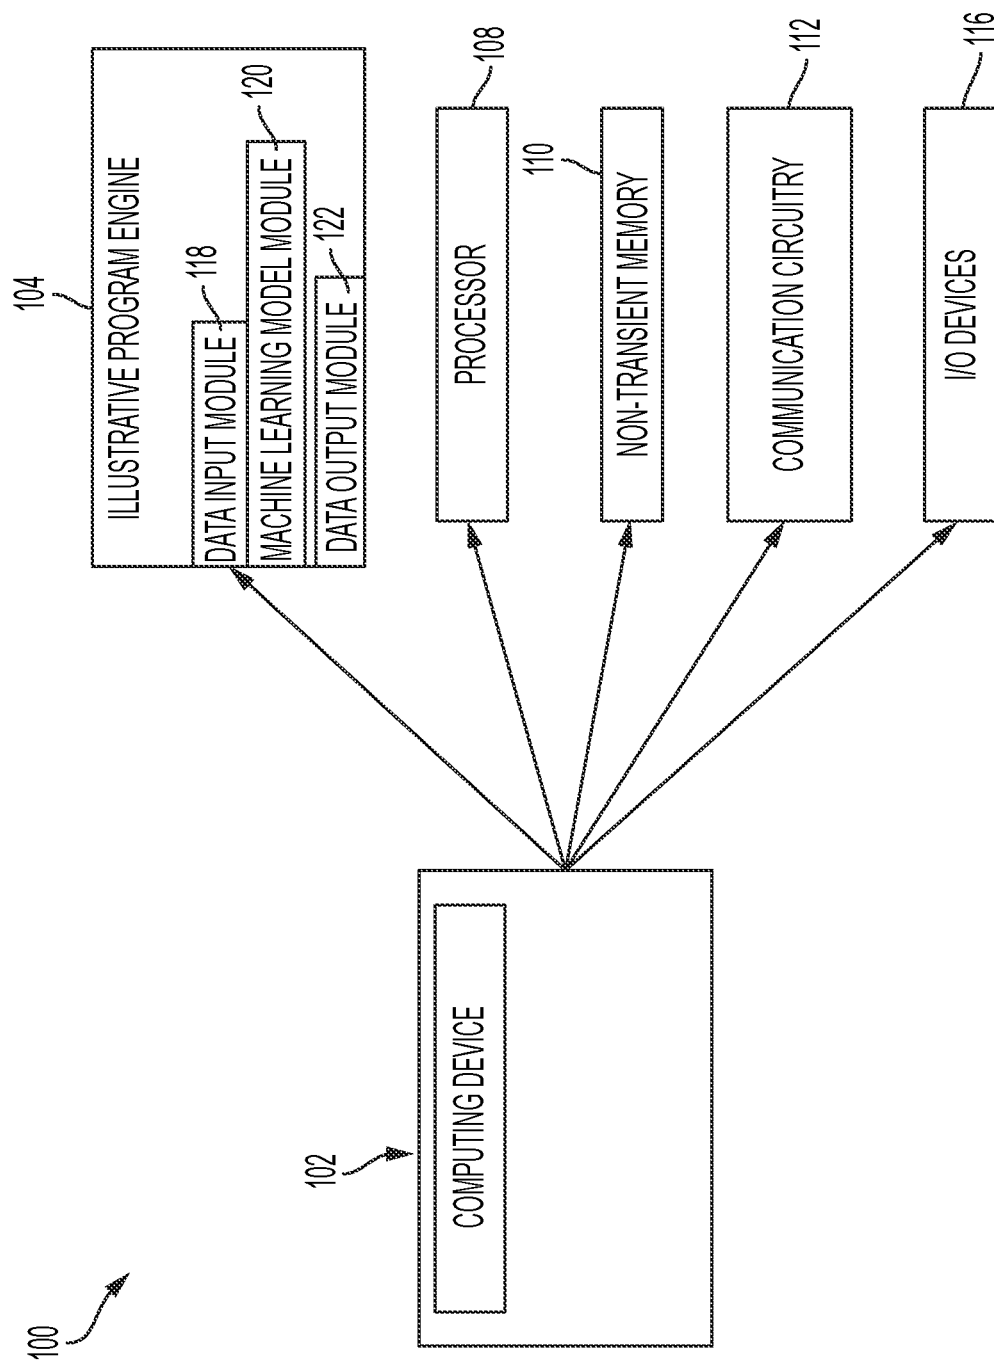 100
102
COMPUTING DEVICE
104
ILLUSTRATIVE PROGRAM ENGINE
DATA INPUT MODULE 118
MACHINE LEARNING MODEL MODULE 120
DATA OUTPUT MODULE 122
PROCESSOR 108
NON-TRANSIENT MEMORY 110
COMMUNICATION CIRCUITRY 112
I/O DEVICES 116